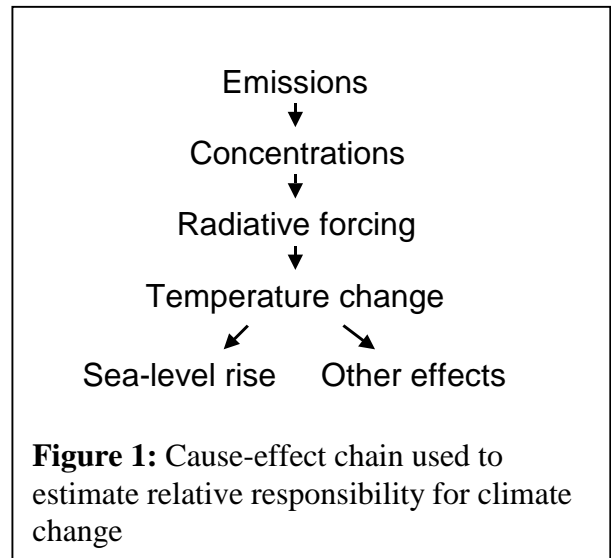 Emissions
Concentrations
Radiative forcing
Temperature change
Sea-level rise Other effects
Figure 1: Cause-effect chain used to
estimate relative responsibility for climate
change